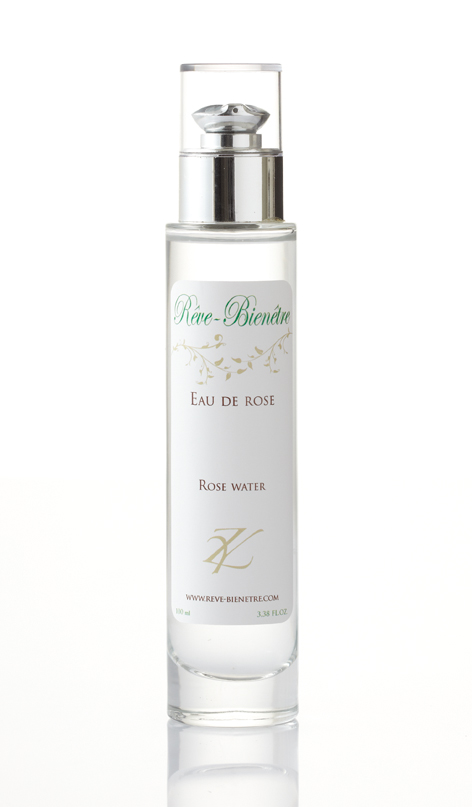 Rêve-Bienêtre
EAU DE ROSE
ROSE WATER
WWW.REVE-BIENETRE.COM
100 ml 3,38 FL.OZ